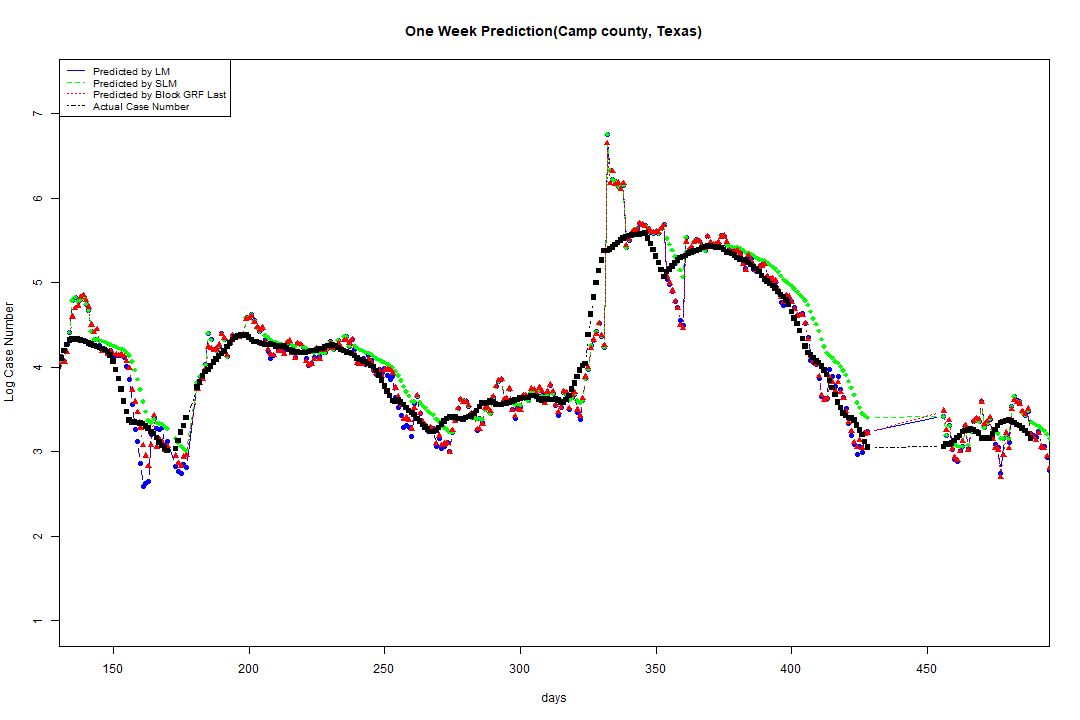 One Week Prediction(Camp county, Texas)
Predicted by LM
Predicted by SLM
Predicted by Block GRF Last
Actual Case Number
7
6
5
4
3
2
1
Log Case Number
150 200 250 300 350 400 450
days